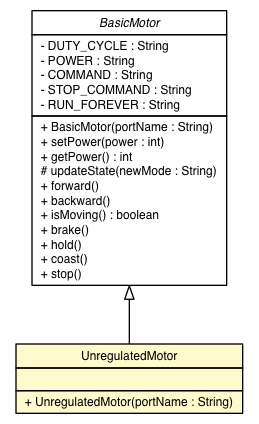 BasicMotor
- DUTY_CYCLE : String
- POWER : String
- COMMAND : String
- STOP_COMMAND : String
- RUN_FOREVER : String
+ BasicMotor(portName : String)
+ setPower(power : int)
+ getPower() : int
# updateState(newMode : String)
+ forward()
+ backward()
+ isMoving() : boolean
+ brake()
+ hold()
+ coast()
+ stop()
UnregulatedMotor
+ UnregulatedMotor(portName : String)